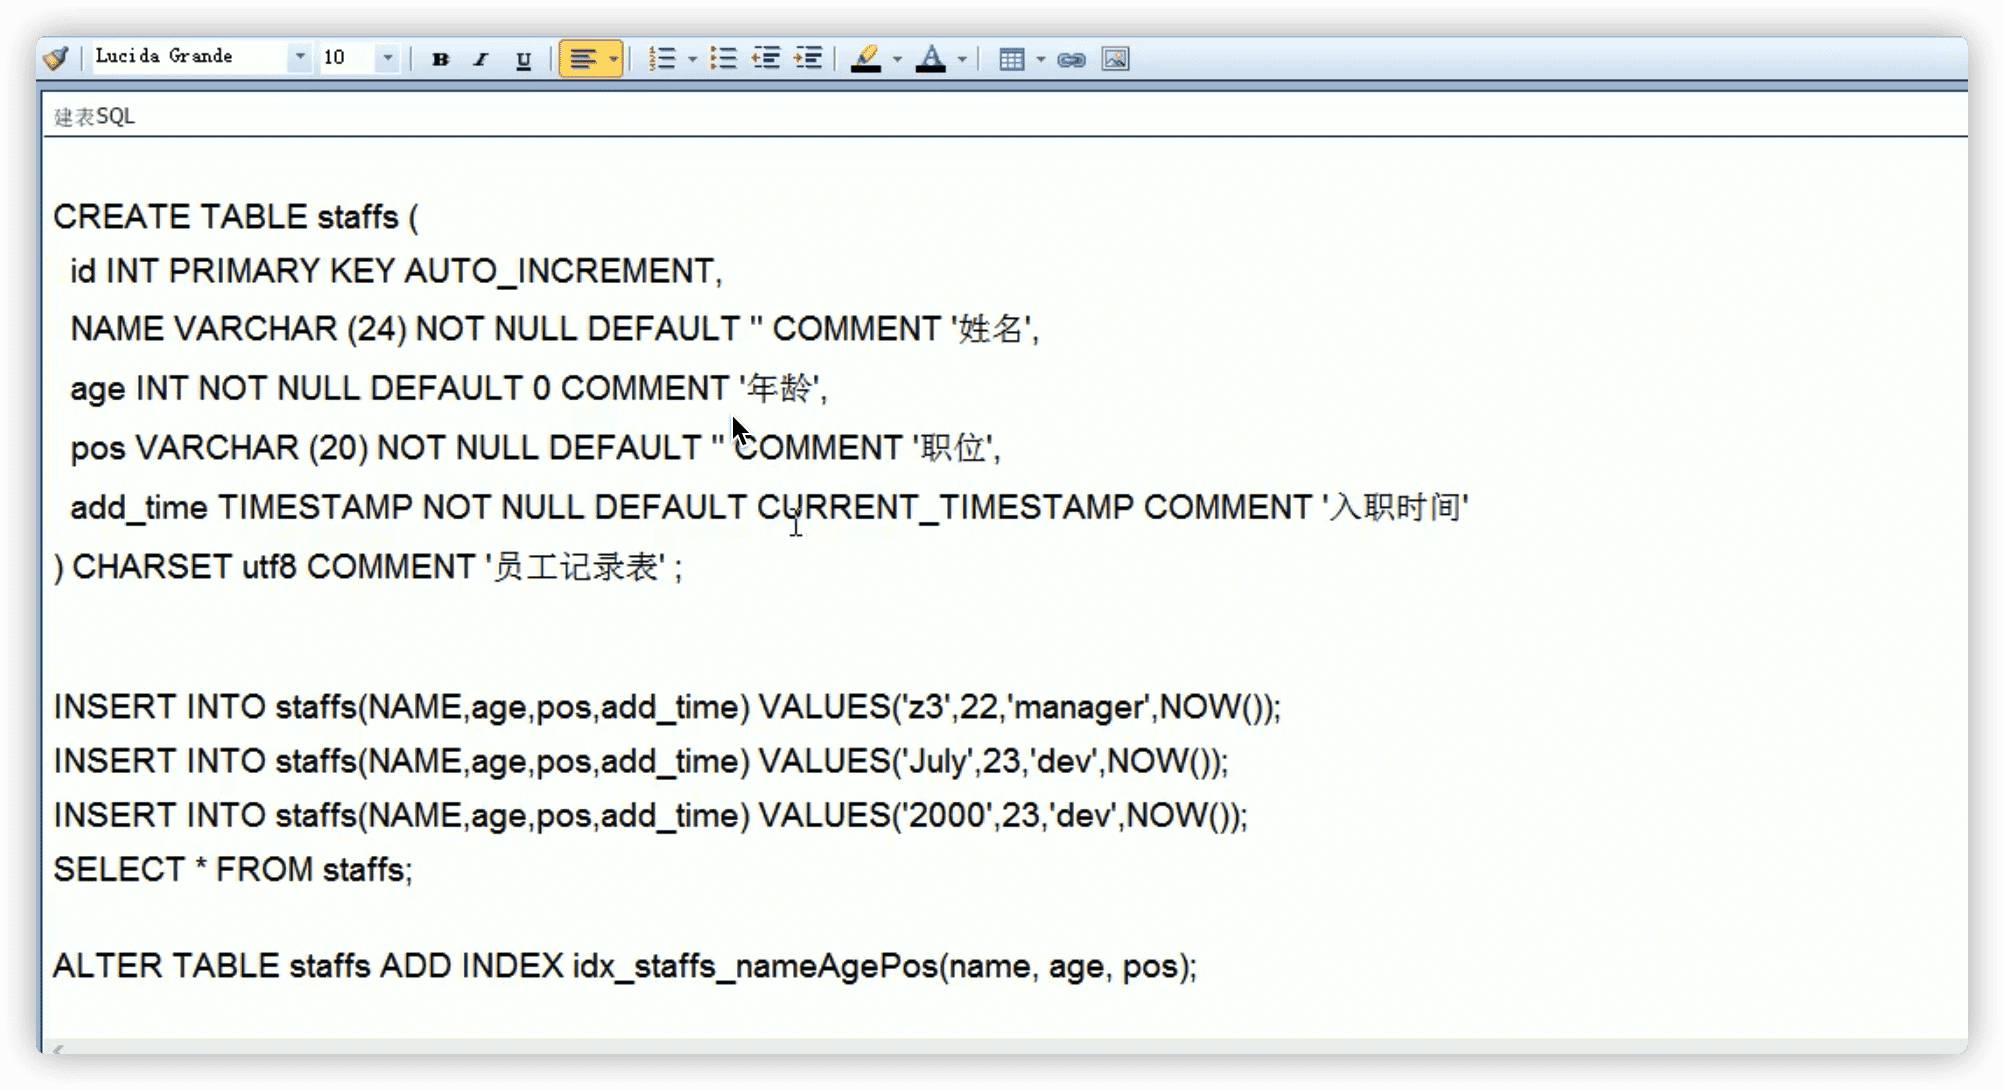 Lucida Grande 10 B I U A
建表SQL
CREATE TABLE staffs (
id INT PRIMARY KEY AUTO_INCREMENT,
NAME VARCHAR (24) NOT NULL DEFAULT '' COMMENT '姓名',
age INT NOT NULL DEFAULT 0 COMMENT '年龄',
pos VARCHAR (20) NOT NULL DEFAULT '' COMMENT '职位',
add_time TIMESTAMP NOT NULL DEFAULT CURRENT_TIMESTAMP COMMENT '入职时间'
) CHARSET utf8 COMMENT '员工记录表' ;
INSERT INTO staffs(NAME,age,pos,add_time) VALUES('z3',22,'manager',NOW());
INSERT INTO staffs(NAME,age,pos,add_time) VALUES('July',23,'dev',NOW());
INSERT INTO staffs(NAME,age,pos,add_time) VALUES('2000',23,'dev',NOW());
SELECT * FROM staffs;
ALTER TABLE staffs ADD INDEX idx_staffs_nameAgePos(name, age, pos);